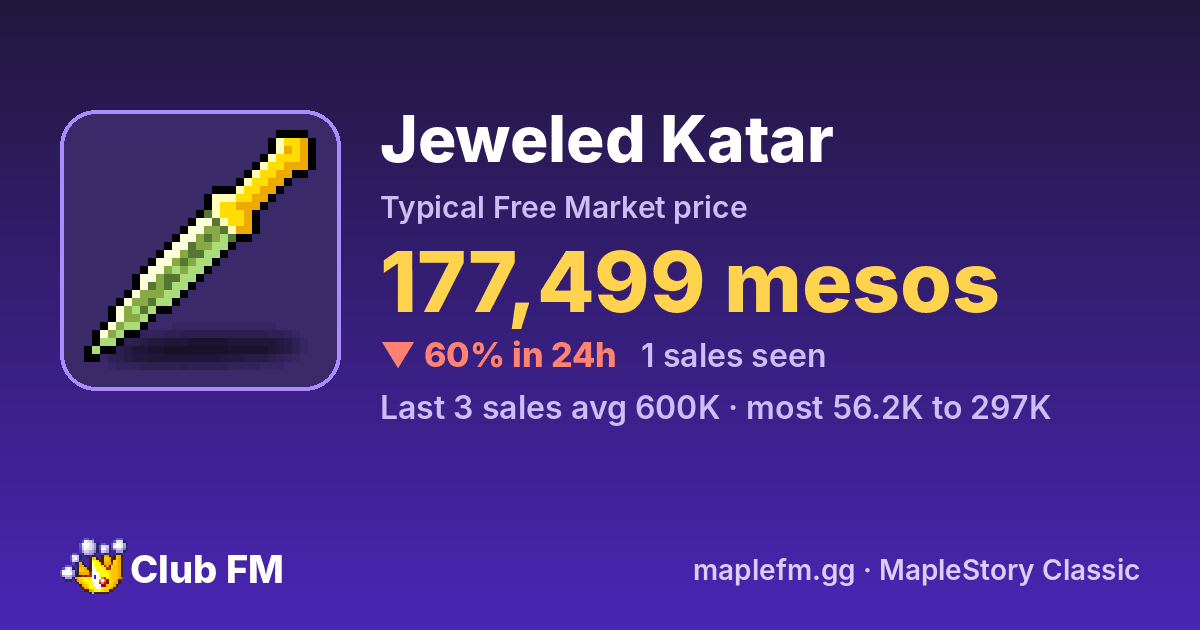 Jeweled Katar
Typical Free Market price
177,499 mesos
▼ 60% in 24h 1 sales seen
Last 3 sales avg 600K · most 56.2K to 297K
Club FM
maplefm.gg · MapleStory Classic